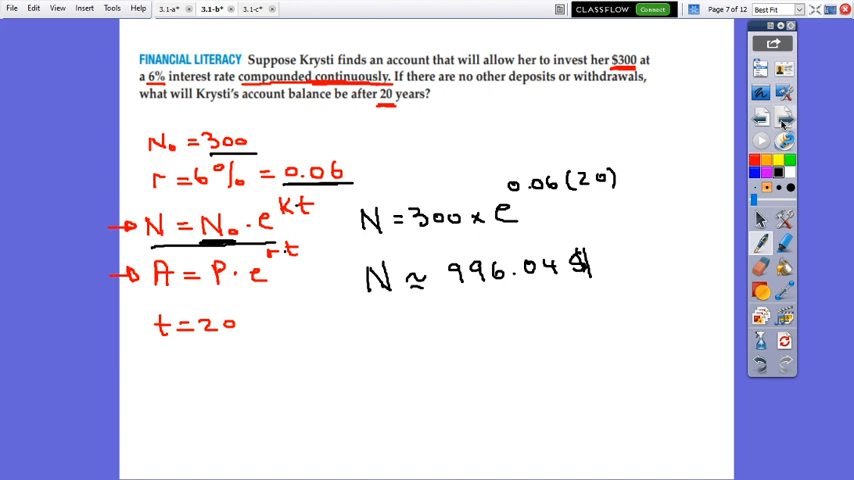 File Edit View Insert Tools Help 3.1-a* 3.1-b* 3.1-c* CLASSFLOW Connect Page 7 of 12 Best Fit
FINANCIAL LITERACY Suppose Krysti finds an account that will allow her to invest her $300 at
a 6% interest rate compounded continuously. If there are no other deposits or withdrawals,
what will Krysti's account balance be after 20 years?
N₀ = 300
r = 6% = 0.06
N = N₀ · e^kt
A = P · e^rt
t = 20
N = 300 × e^0.06(20)
N ≈ 996.04 $